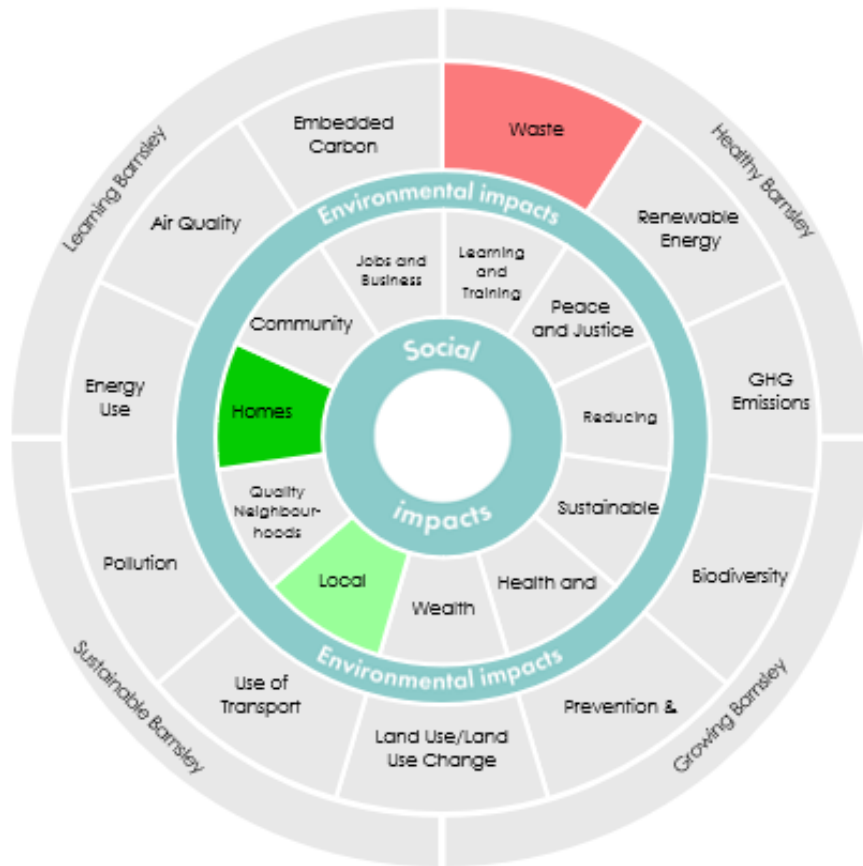 Learning Barnsley
Healthy Barnsley
Growing Barnsley
Sustainable Barnsley
Environmental impacts
Waste
Renewable
Energy
GHG
Emissions
Biodiversity
Prevention &
Land Use/Land
Use Change
Use of
Transport
Pollution
Energy
Use
Air Quality
Embedded
Carbon
Environmental impacts
Social
impacts
Learning
and
Training
Peace
and Justice
Reducing
Sustainable
Health and
Wealth
Local
Quality
Neighbour-
hoods
Homes
Community
Jobs and
Business